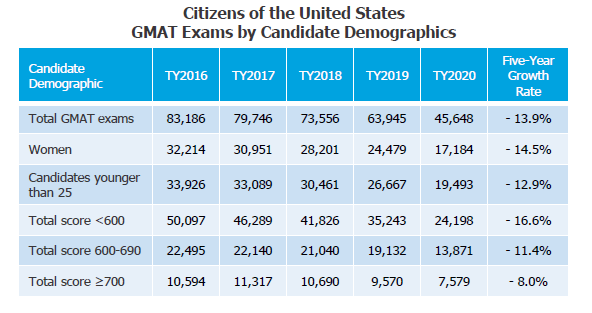 Citizens of the United States
GMAT Exams by Candidate Demographics
Candidate Demographic TY2016 TY2017 TY2018 TY2019 TY2020 Five-Year Growth Rate
Total GMAT exams 83,186 79,746 73,556 63,945 45,648 - 13.9%
Women 32,214 30,951 28,201 24,479 17,184 - 14.5%
Candidates younger than 25 33,926 33,089 30,461 26,667 19,493 - 12.9%
Total score <600 50,097 46,289 41,826 35,243 24,198 - 16.6%
Total score 600-690 22,495 22,140 21,040 19,132 13,871 - 11.4%
Total score ≥700 10,594 11,317 10,690 9,570 7,579 - 8.0%